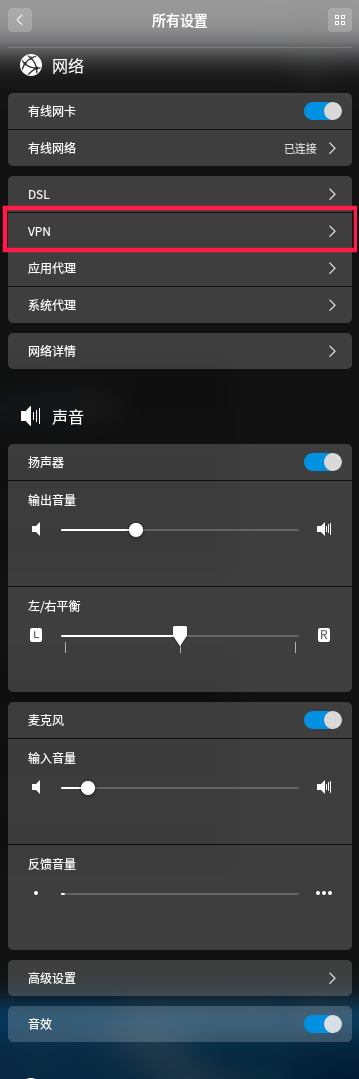 所有设置
网络
有线网卡
有线网络 已连接
DSL
VPN
应用代理
系统代理
网络详情
声音
扬声器
输出音量
左/右平衡
L R
麦克风
输入音量
反馈音量
高级设置
音效